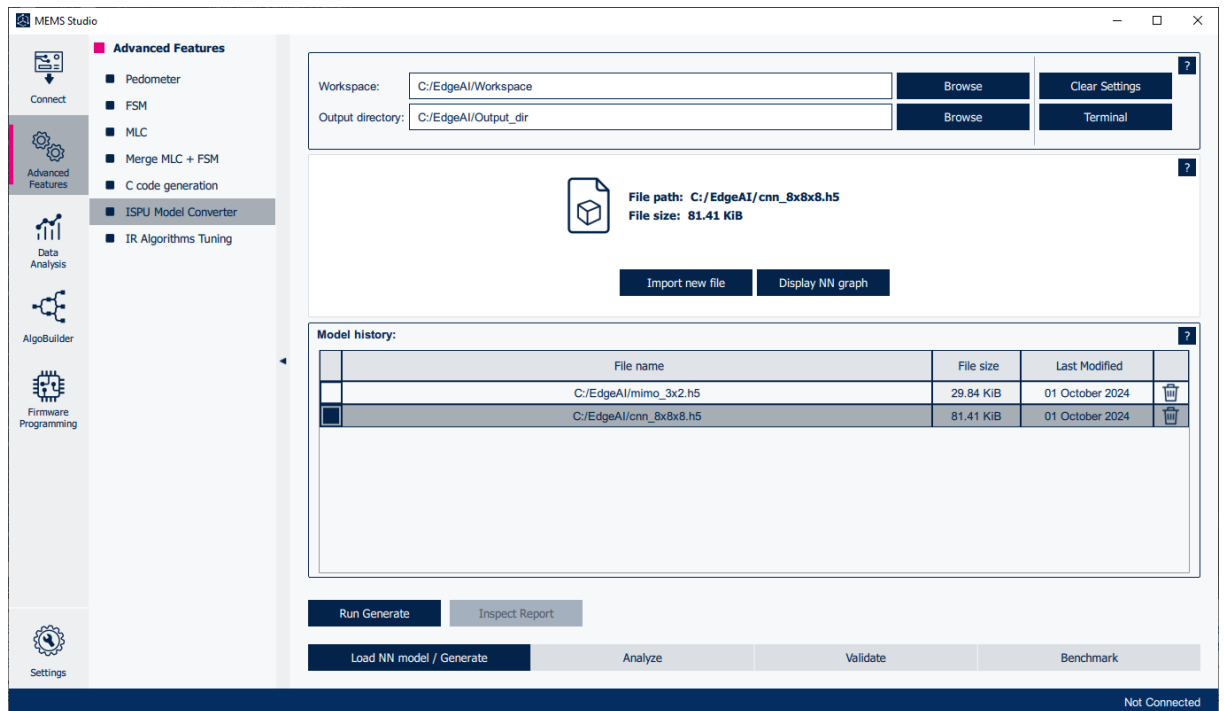 MEMS Studio
Connect
Advanced
Features
Data
Analysis
AlgoBuilder
Firmware
Programming
Settings
Advanced Features
Pedometer
FSM
MLC
Merge MLC + FSM
C code generation
ISPU Model Converter
IR Algorithms Tuning
?
Workspace: C:/EdgeAI/Workspace Browse Clear Settings
Output directory: C:/EdgeAI/Output_dir Browse Terminal
?
File path: C:/EdgeAI/cnn_8x8x8.h5
File size: 81.41 KiB
Import new file Display NN graph
Model history: ?
File name File size Last Modified
C:/EdgeAI/mimo_3x2.h5 29.84 KiB 01 October 2024
C:/EdgeAI/cnn_8x8x8.h5 81.41 KiB 01 October 2024
Run Generate Inspect Report
Load NN model / Generate Analyze Validate Benchmark
Not Connected